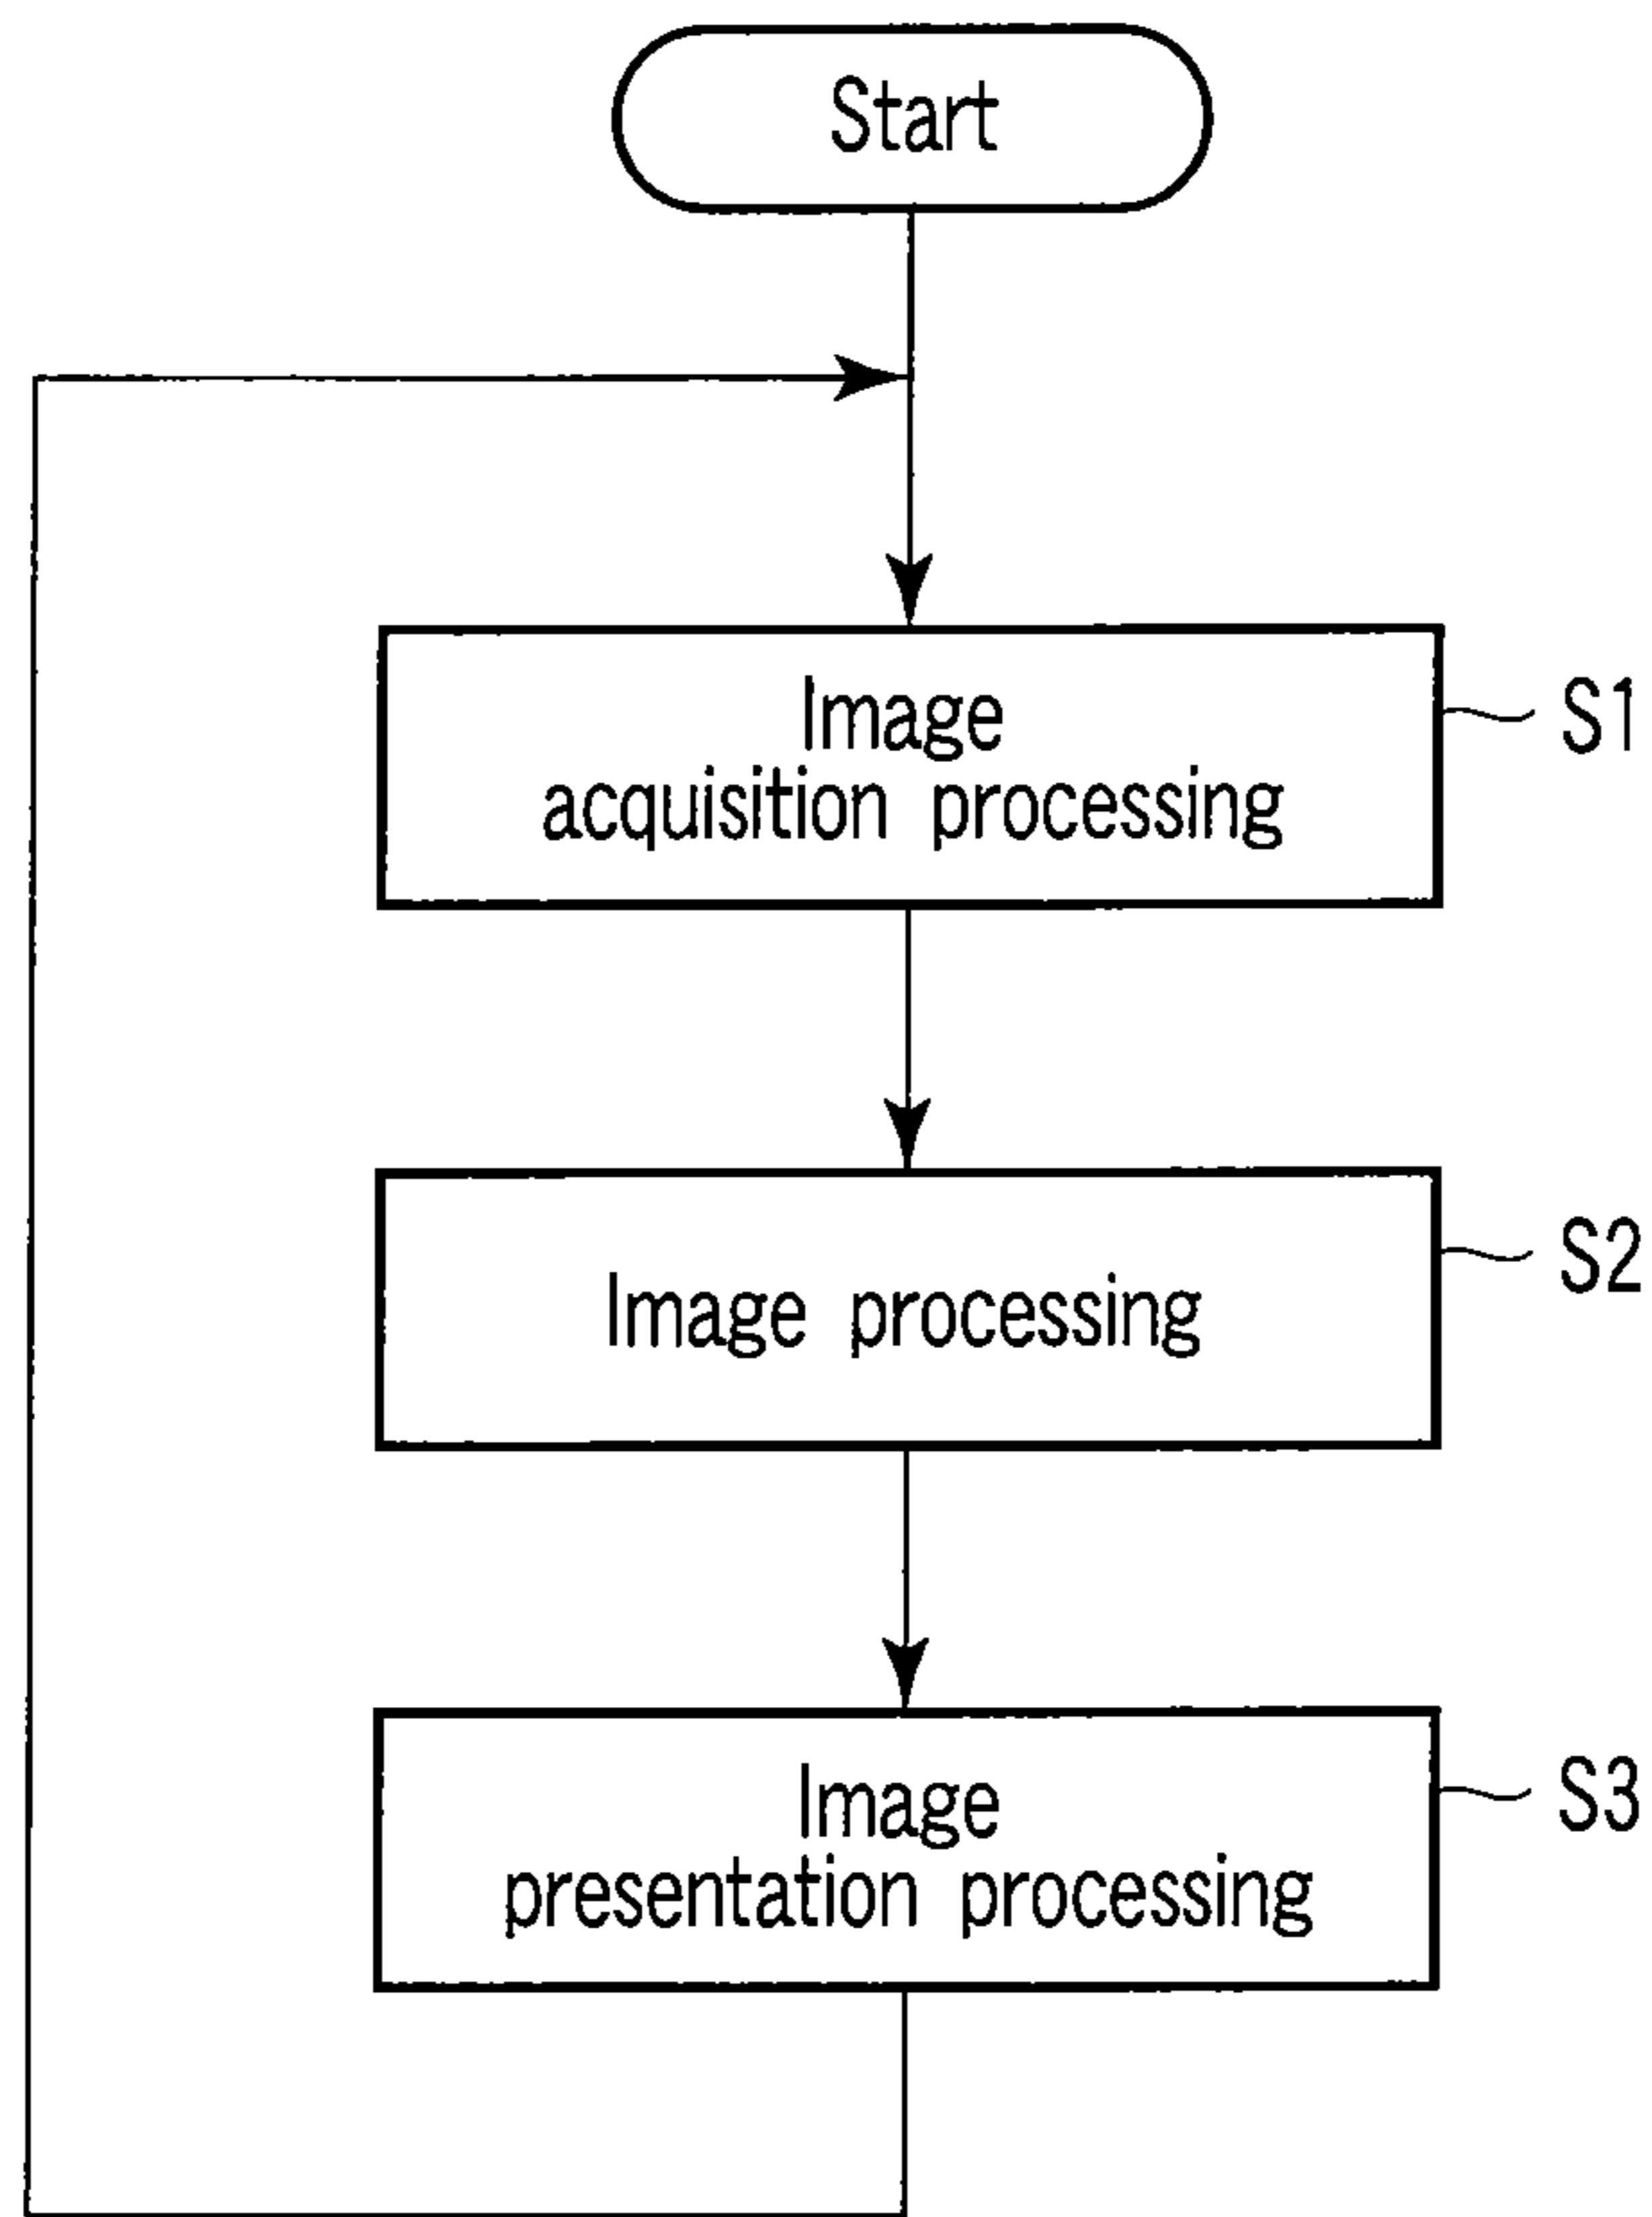 Start
Image
acquisition processing
S1
Image processing
S2
Image
presentation processing
S3